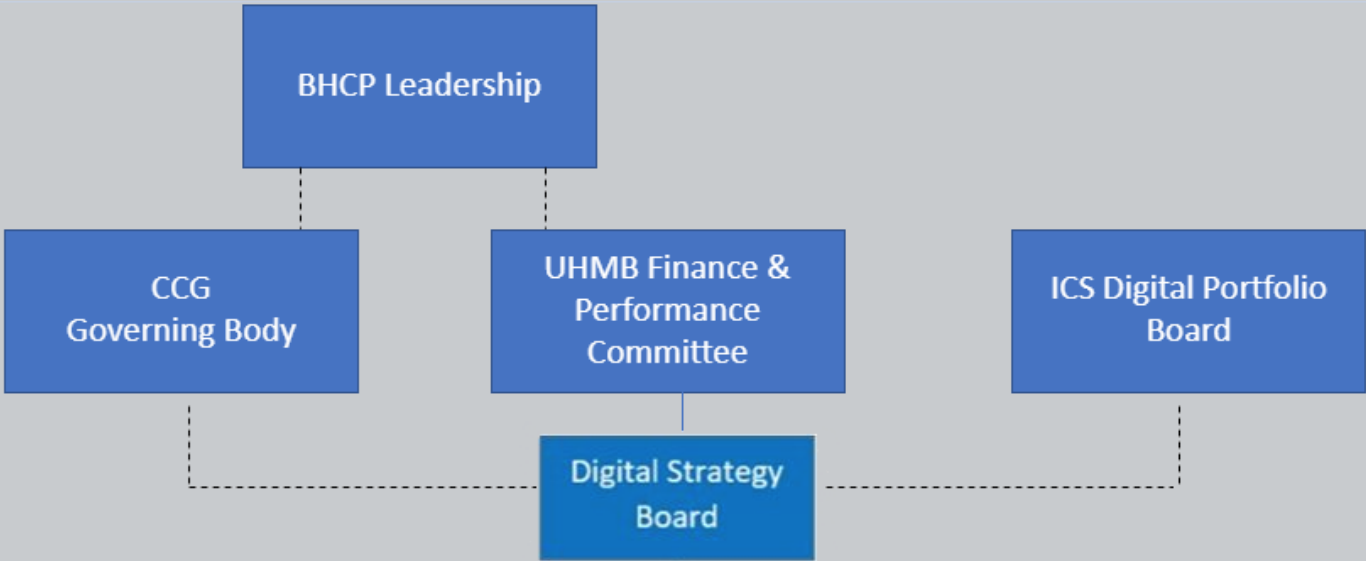 BHCP Leadership
CCG
Governing Body
UHMB Finance &
Performance
Committee
ICS Digital Portfolio
Board
Digital Strategy
Board